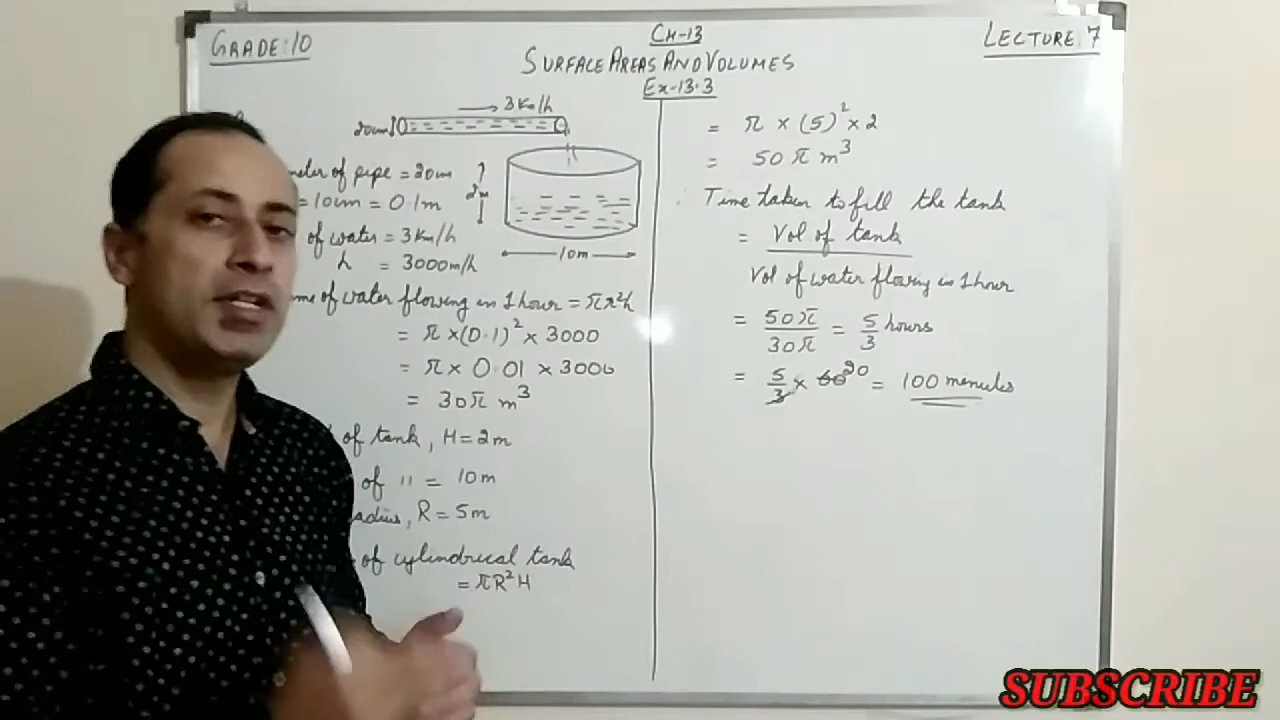 GRADE:10
CH-13
LECTURE:7
SURFACE AREAS AND VOLUMES
Ex-13.3
3Km/h
20cm
meter of pipe = 20cm
= 10cm = 0.1m
of water = 3Km/h
h = 3000m/h
2m
10m
me of water flowing in 1 hour = πr²h
= π × (0.1)² × 3000
= π × 0.01 × 3000
= 30π m³
of tank, H = 2m
of " = 10m
adius, R = 5m
of cylindrical tank
= πR²H
= π × (5)² × 2
= 50π m³
∴ Time taken to fill the tank
= Vol of tank
Vol of water flowing in 1 hour
= 50π/30π = 5/3 hours
= 5/3 × 60 20 = 100 minutes
SUBSCRIBE